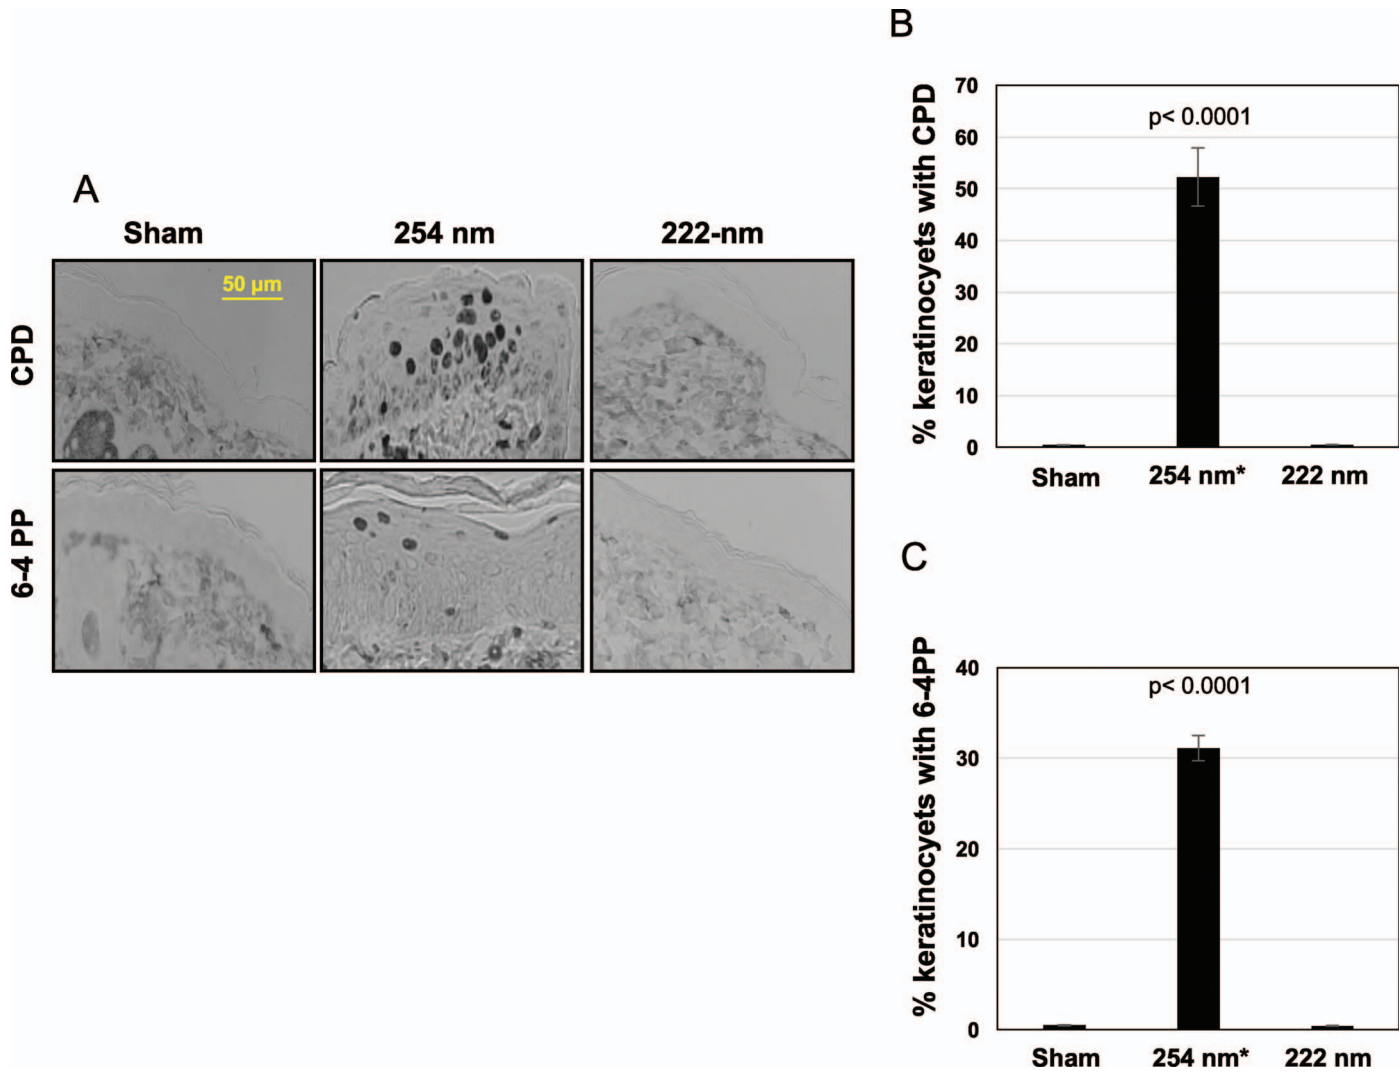 A
Sham
254 nm
222-nm
50 µm
CPD
6-4 PP
B
% keratinocyets with CPD
70
60
50
40
30
20
10
0
p< 0.0001
Sham
254 nm*
222 nm
C
% keratinocyets with 6-4PP
40
30
20
10
0
p< 0.0001
Sham
254 nm*
222 nm